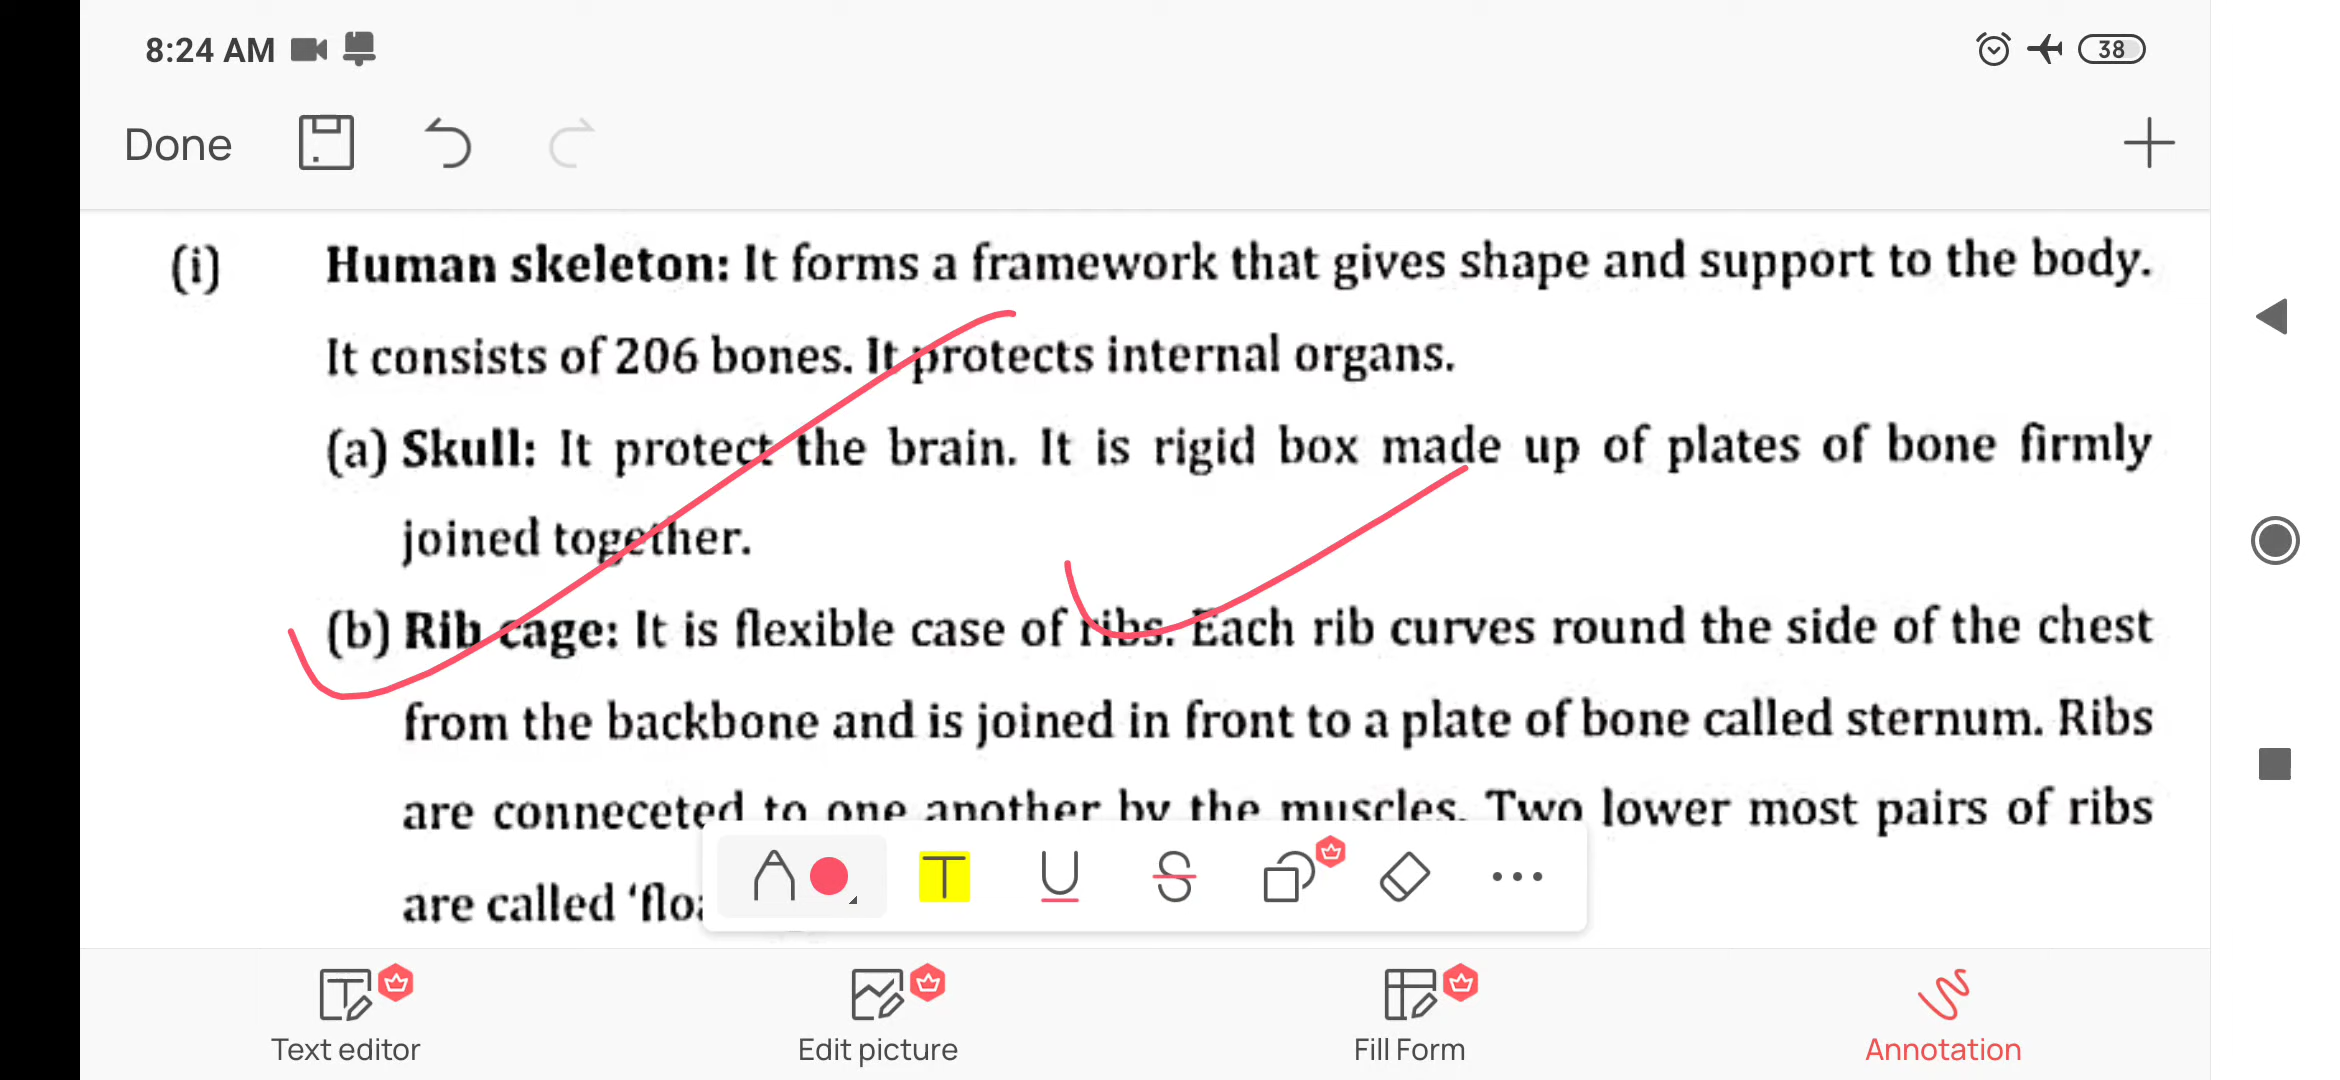 8:24 AM
38
Done
(i) Human skeleton: It forms a framework that gives shape and support to the body.
It consists of 206 bones. It protects internal organs.
(a) Skull: It protect the brain. It is rigid box made up of plates of bone firmly
joined together.
(b) Rib cage: It is flexible case of ribs. Each rib curves round the side of the chest
from the backbone and is joined in front to a plate of bone called sternum. Ribs
are conneceted to one another by the muscles. Two lower most pairs of ribs
are called
Text editor
Edit picture
Fill Form
Annotation